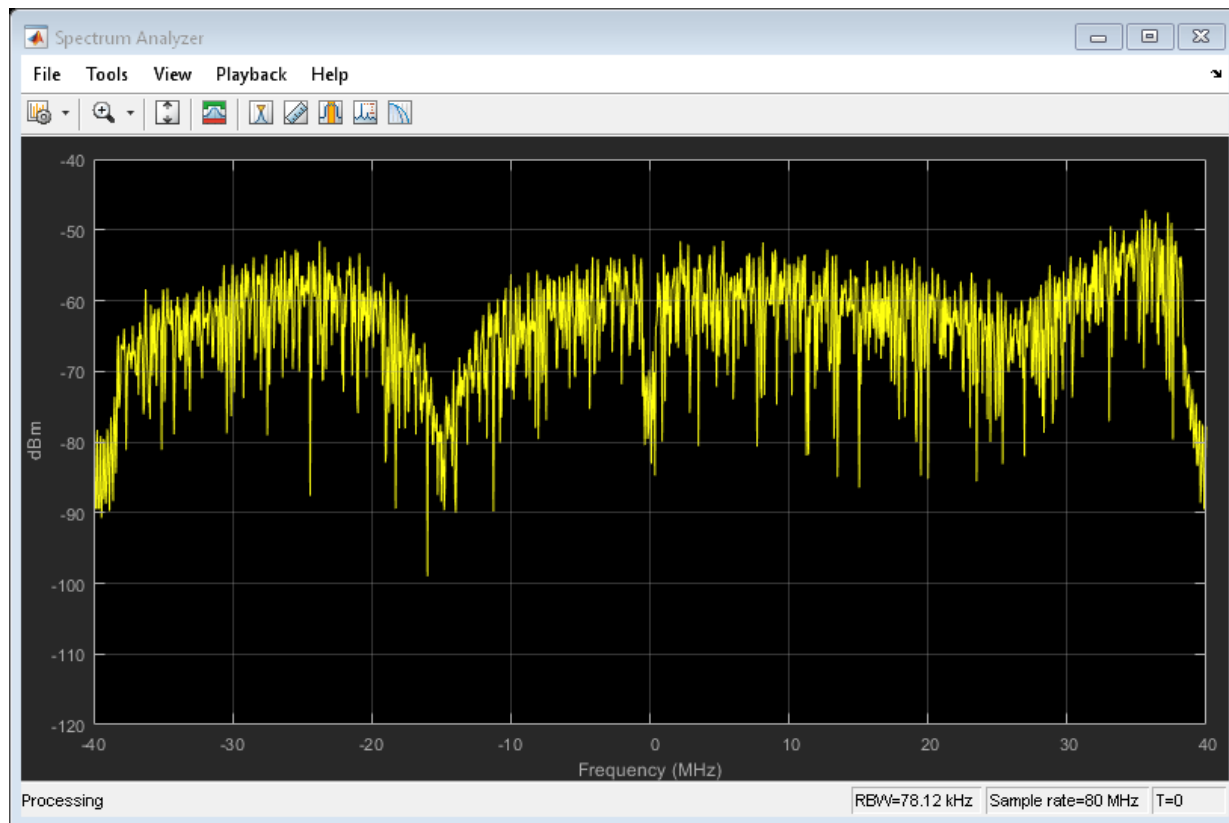 Spectrum Analyzer
File Tools View Playback Help
-40
-50
-60
-70
-80
-90
-100
-110
-120
dBm
-40 -30 -20 -10 0 10 20 30 40
Frequency (MHz)
Processing RBW=78.12 kHz Sample rate=80 MHz T=0